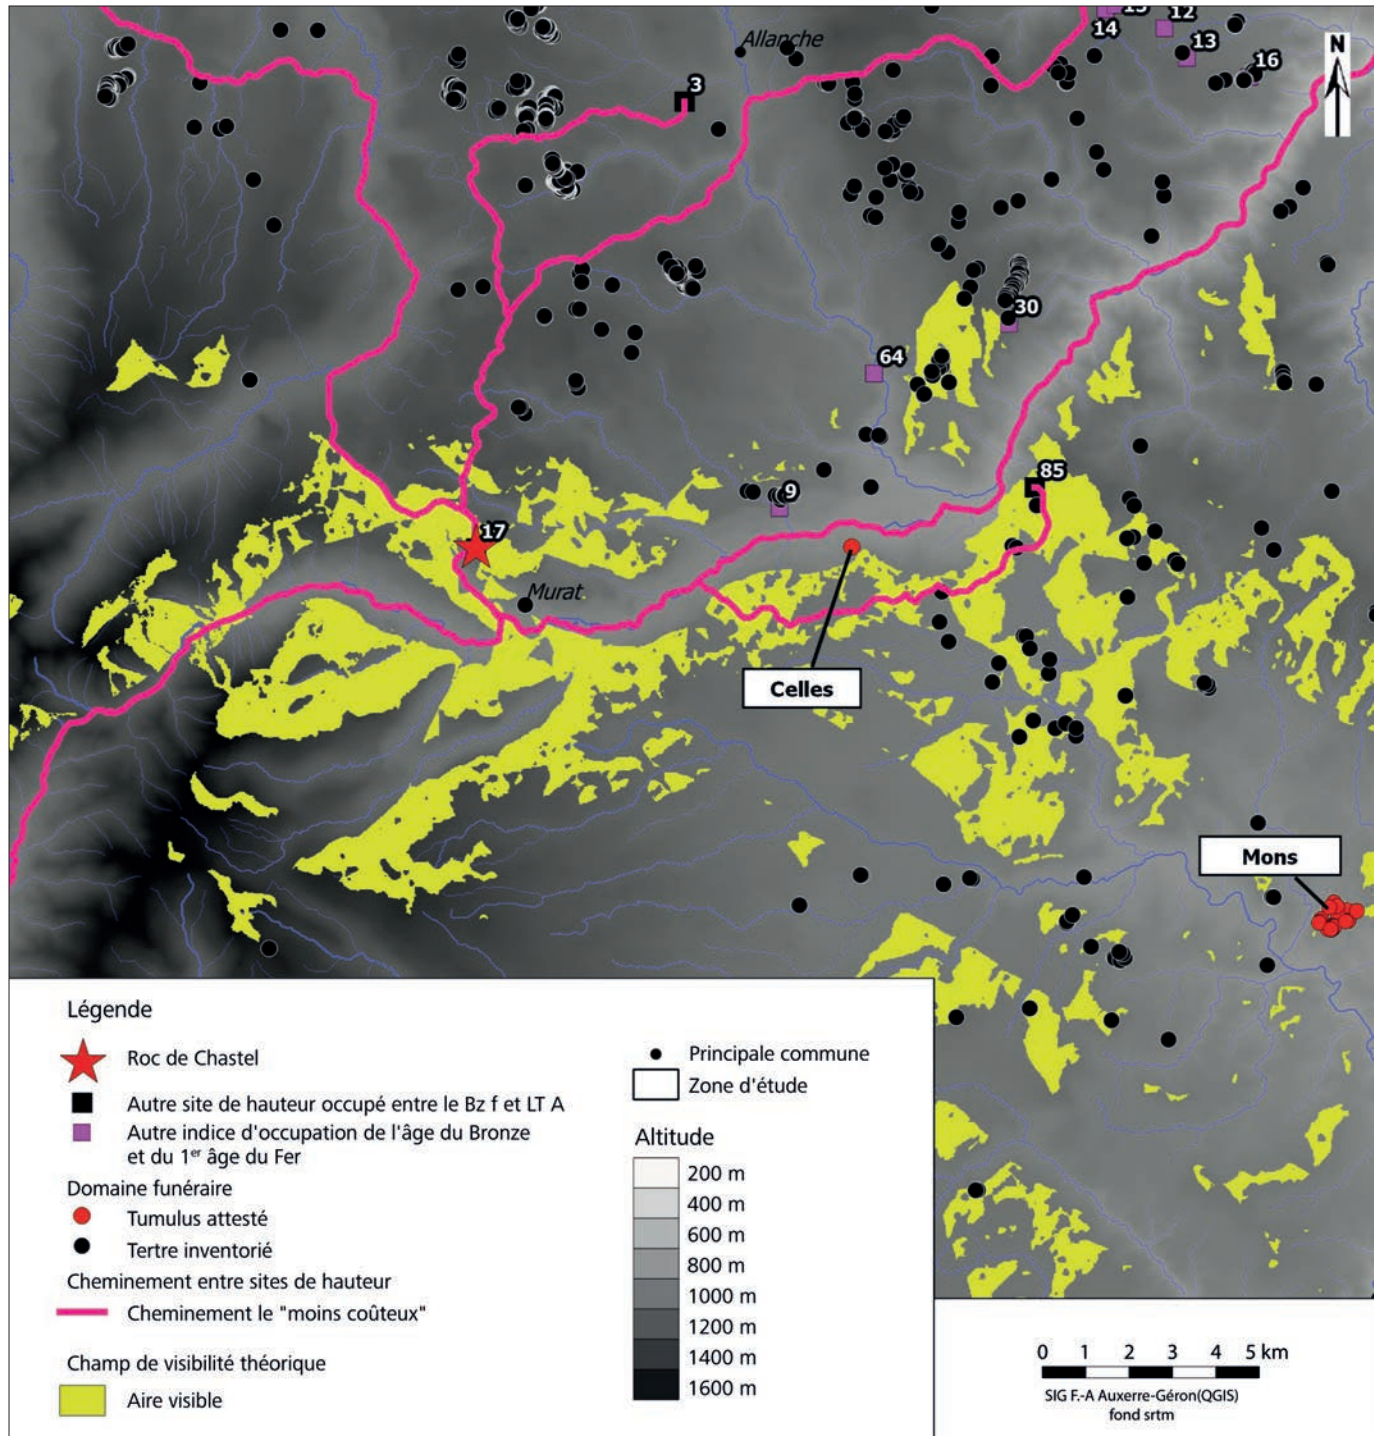 15
12
14
Allanche
13
N
16
3
30
64
85
9
17
Murat
Celles
Mons
Légende
Roc de Chastel
Autre site de hauteur occupé entre le Bz f et LT A
Autre indice d'occupation de l'âge du Bronze
et du 1er âge du Fer
Domaine funéraire
Tumulus attesté
Tertre inventorié
Cheminement entre sites de hauteur
Cheminement le "moins coûteux"
Champ de visibilité théorique
Aire visible
Principale commune
Zone d'étude
Altitude
200 m
400 m
600 m
800 m
1000 m
1200 m
1400 m
1600 m
0 1 2 3 4 5 km
SIG F.-A Auxerre-Géron(QGIS)
fond srtm